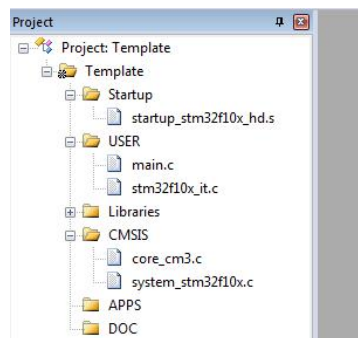 Project
Project: Template
Template
Startup
startup_stm32f10x_hd.s
USER
main.c
stm32f10x_it.c
Libraries
CMSIS
core_cm3.c
system_stm32f10x.c
APPS
DOC